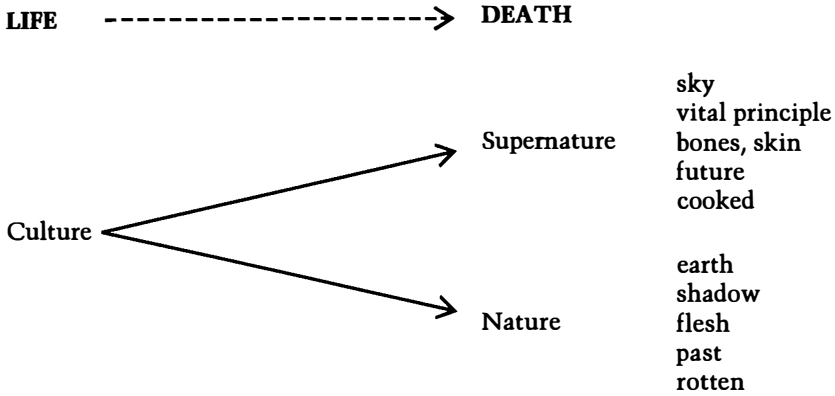 LIFE DEATH
sky
vital principle
Supernature bones, skin
future
cooked
Culture
earth
shadow
Nature flesh
past
rotten